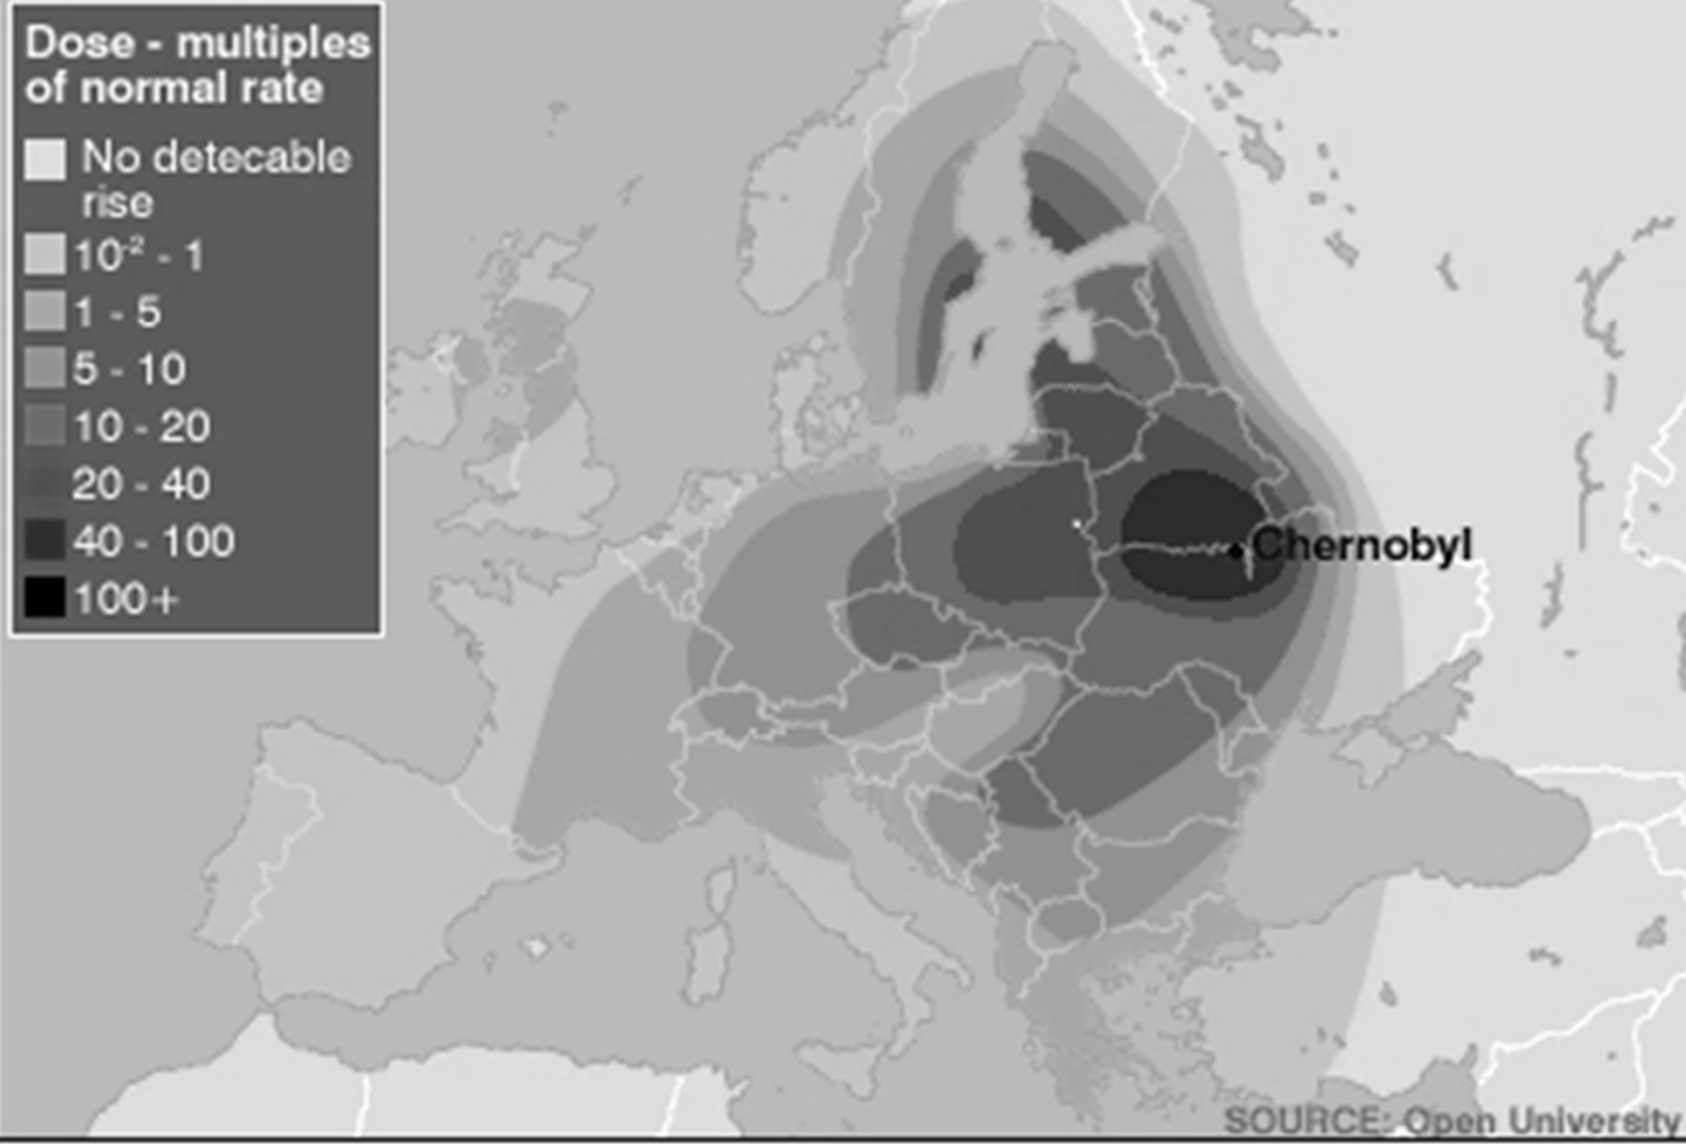 Dose - multiples
of normal rate
No detecable
rise
10⁻² - 1
1 - 5
5 - 10
10 - 20
20 - 40
40 - 100
100+
Chernobyl
SOURCE: Open University